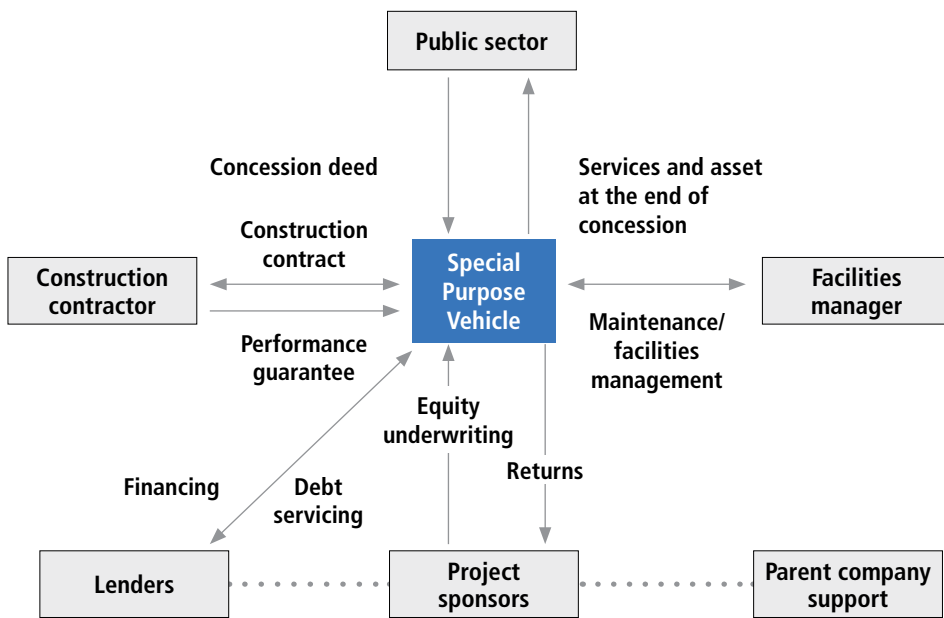 Public sector
Concession deed
Services and asset
at the end of
concession
Construction
contract
Construction
contractor
Special
Purpose
Vehicle
Facilities
manager
Performance
guarantee
Maintenance/
facilities
management
Equity
underwriting
Returns
Financing
Debt
servicing
Lenders
Project
sponsors
Parent company
support